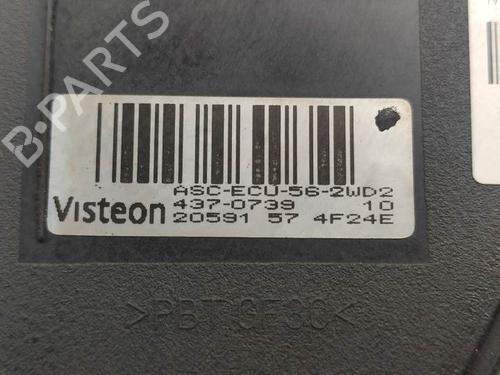 B-PARTS
ASC-ECU-56-2WD2
Visteon 437-0739 10
20591 57 4F24E
>PBT GF30<